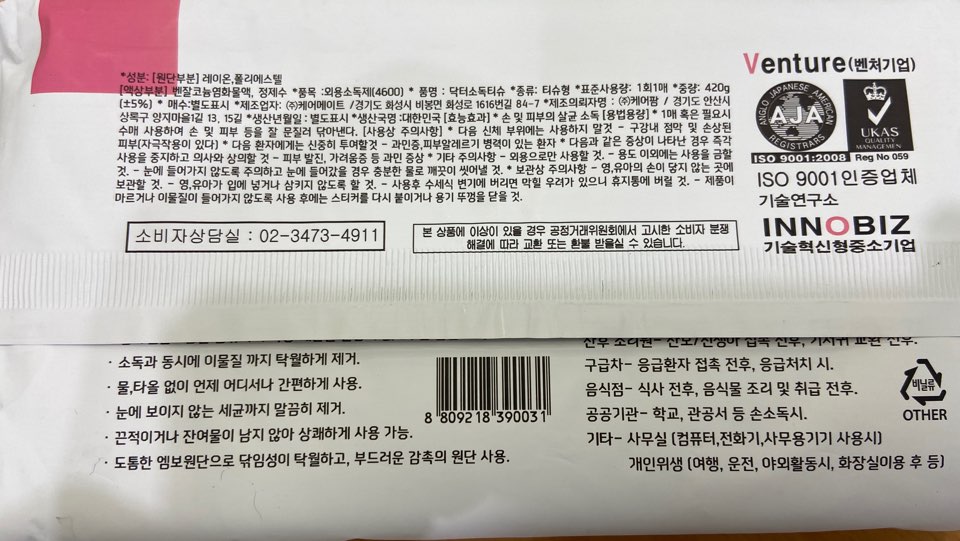 *성분: [원단부분] 레이온,폴리에스텔
[액상부분] 벤잘코늄염화물액, 정제수 *품목 :외용소독제(4600) * 품명 : 닥터소독티슈 *종류: 티슈형 *표준사용량: 1회1매 *중량: 420g
(±5%) * 매수:별도표시 *제조업자: ㈜케어메이트 / 경기도 화성시 비봉면 화성로 1616번길 84-7 *제조의뢰자명 : ㈜케어팜 / 경기도 안산시
상록구 양지마을1길 13, 15길 *생산년월일 : 별도표시 *생산국명 :대한민국 [효능효과] * 손 및 피부의 살균 소독 [용법용량] * 1매 혹은 필요시
수매 사용하며 손 및 피부 등을 잘 문질러 닦아낸다. [사용상 주의사항] * 다음 신체 부위에는 사용하지 말것 - 구강내 점막 및 손상된
피부(자극작용이 있다) * 다음 환자에게는 신중히 투여할것 - 과민증,피부알레르기 병력이 있는 환자 * 다음과 같은 증상이 나타난 경우 즉각
사용을 중지하고 의사와 상의할 것 - 피부 발진, 가려움증 등 과민 증상 * 기타 주의사항 - 외용으로만 사용할 것. - 용도 이외에는 사용을 금할
것. - 눈에 들어가지 않도록 주의하고 눈에 들어갔을 경우 충분한 물로 깨끗이 씻어낼 것. * 보관상 주의사항 - 영,유아의 손이 닿지 않는 곳에
보관할 것. - 영,유아가 입에 넣거나 삼키지 않도록 할 것. - 사용후 수세식 변기에 버리면 막힐 우려가 있으니 휴지통에 버릴 것. - 제품이
마르거나 이물질이 들어가지 않도록 사용 후에는 스티커를 다시 붙이거나 용기 뚜껑을 닫을 것.
소비자상담실 : 02-3473-4911
본 상품에 이상이 있을 경우 공정거래위원회에서 고시한 소비자 분쟁
해결에 따라 교환 또는 환불 받으실 수 있습니다.
Venture(벤처기업)
ANGLO JAPANESE AMERICAN
AJA
REGISTRARS
UKAS
QUALITY
MANAGEMENT
ISO 9001:2008
Reg No 059
ISO 9001인증업체
기술연구소
INNOBIZ
기술혁신형중소기업
· 소독과 동시에 이물질 까지 탁월하게 제거.
· 물,타올 없이 언제 어디서나 간편하게 사용.
· 눈에 보이지 않는 세균까지 말끔히 제거.
· 끈적이거나 잔여물이 남지 않아 상쾌하게 사용 가능.
· 도톰한 엠보원단으로 닦임성이 탁월하고, 부드러운 감촉의 원단 사용.
8 809218 390031
산후 조리원- 산모/신생아 접촉 전후, 기저귀 교환 전후.
구급차- 응급환자 접촉 전후, 응급처치 시.
음식점- 식사 전후, 음식물 조리 및 취급 전후.
공공기관- 학교, 관공서 등 손소독시.
기타- 사무실 (컴퓨터,전화기,사무용기기 사용시)
개인위생 (여행, 운전, 야외활동시, 화장실이용 후 등)
비닐류
OTHER